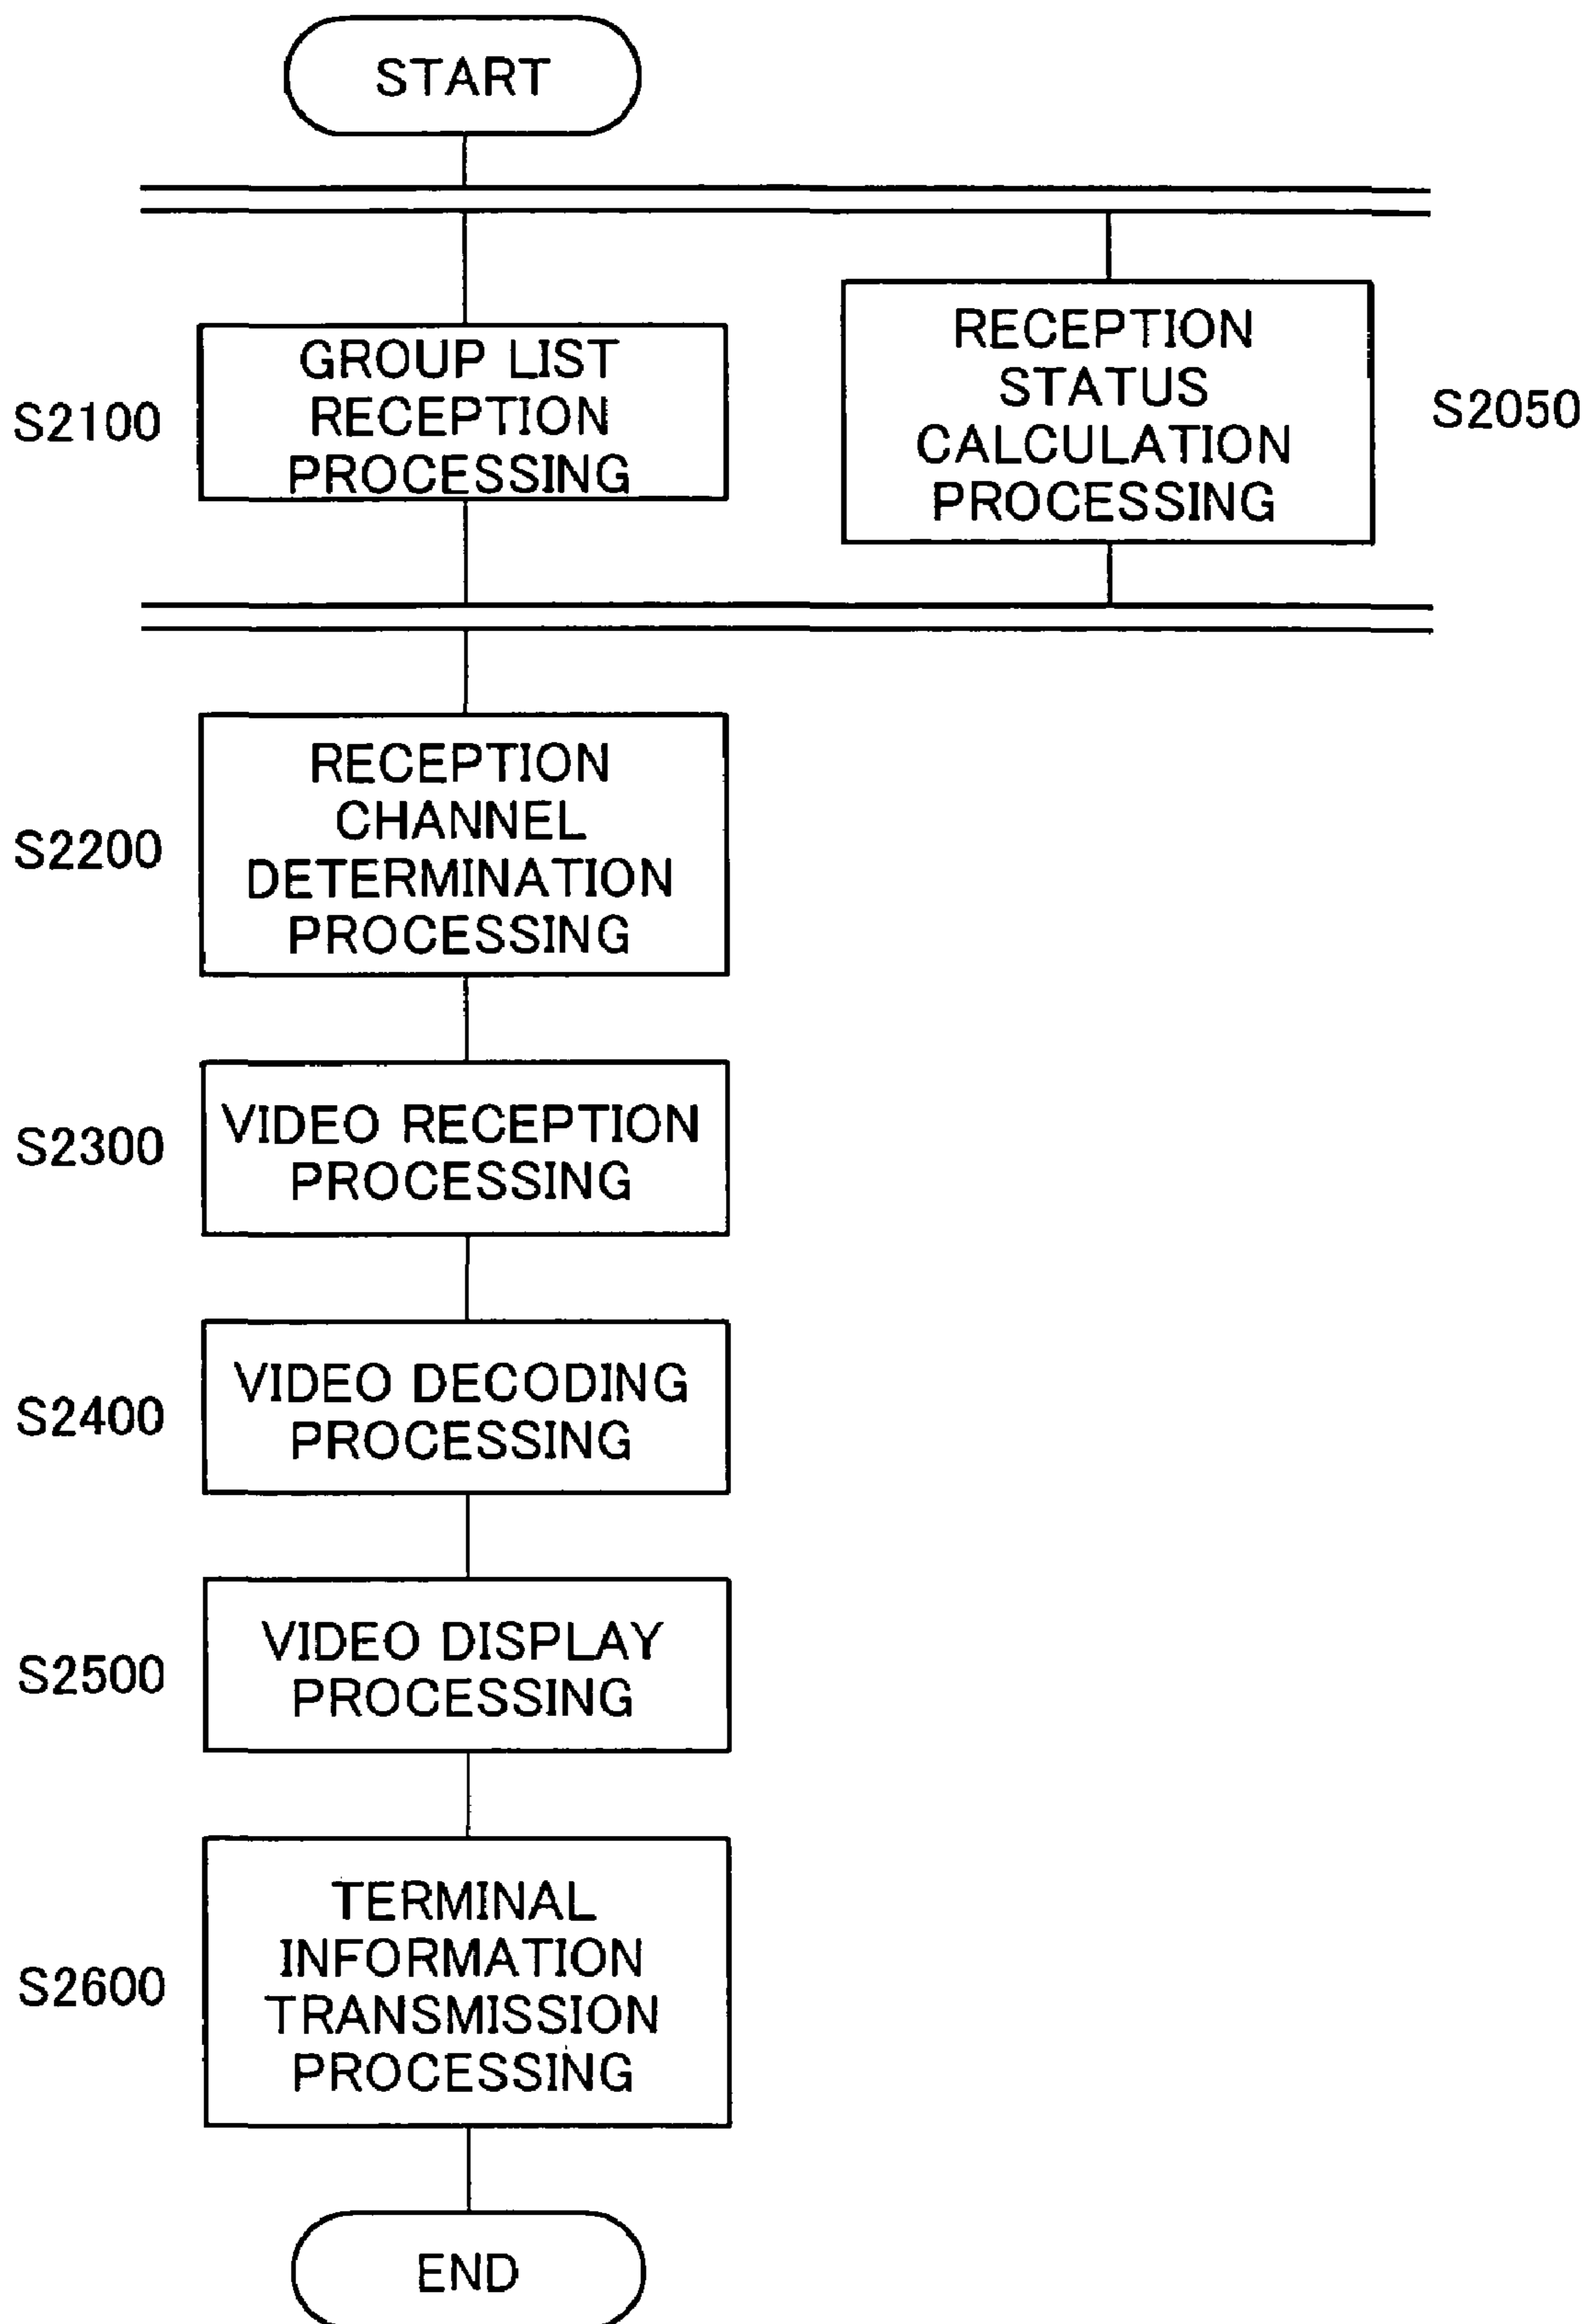 START
S2100
GROUP LIST
RECEPTION
PROCESSING
RECEPTION
STATUS
CALCULATION
PROCESSING
S2050
S2200
RECEPTION
CHANNEL
DETERMINATION
PROCESSING
S2300
VIDEO RECEPTION
PROCESSING
S2400
VIDEO DECODING
PROCESSING
S2500
VIDEO DISPLAY
PROCESSING
S2600
TERMINAL
INFORMATION
TRANSMISSION
PROCESSING
END